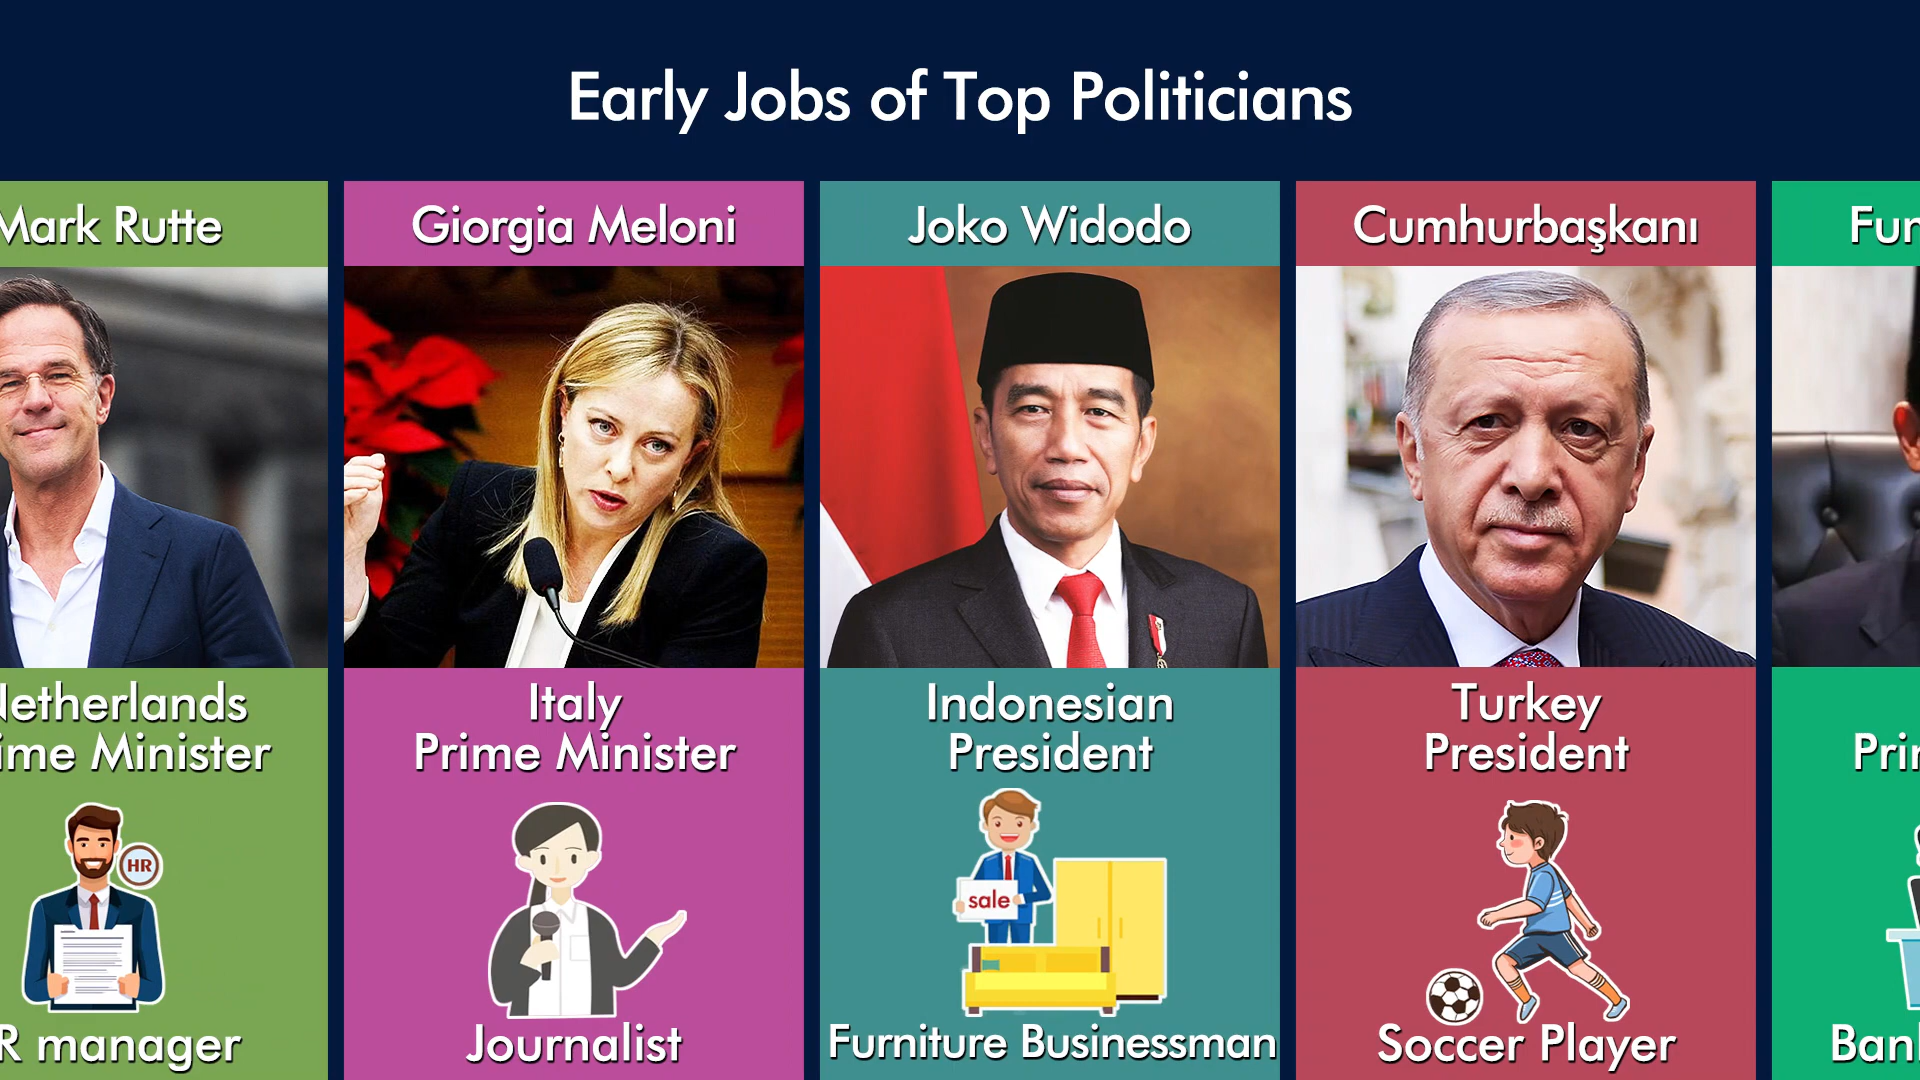 Early Jobs of Top Politicians
Mark Rutte
Giorgia Meloni
Joko Widodo
Cumhurbaşkanı
Netherlands
Prime Minister
Italy
Prime Minister
Indonesian
President
Turkey
President
HR
sale
manager
Journalist
Furniture Businessman
Soccer Player